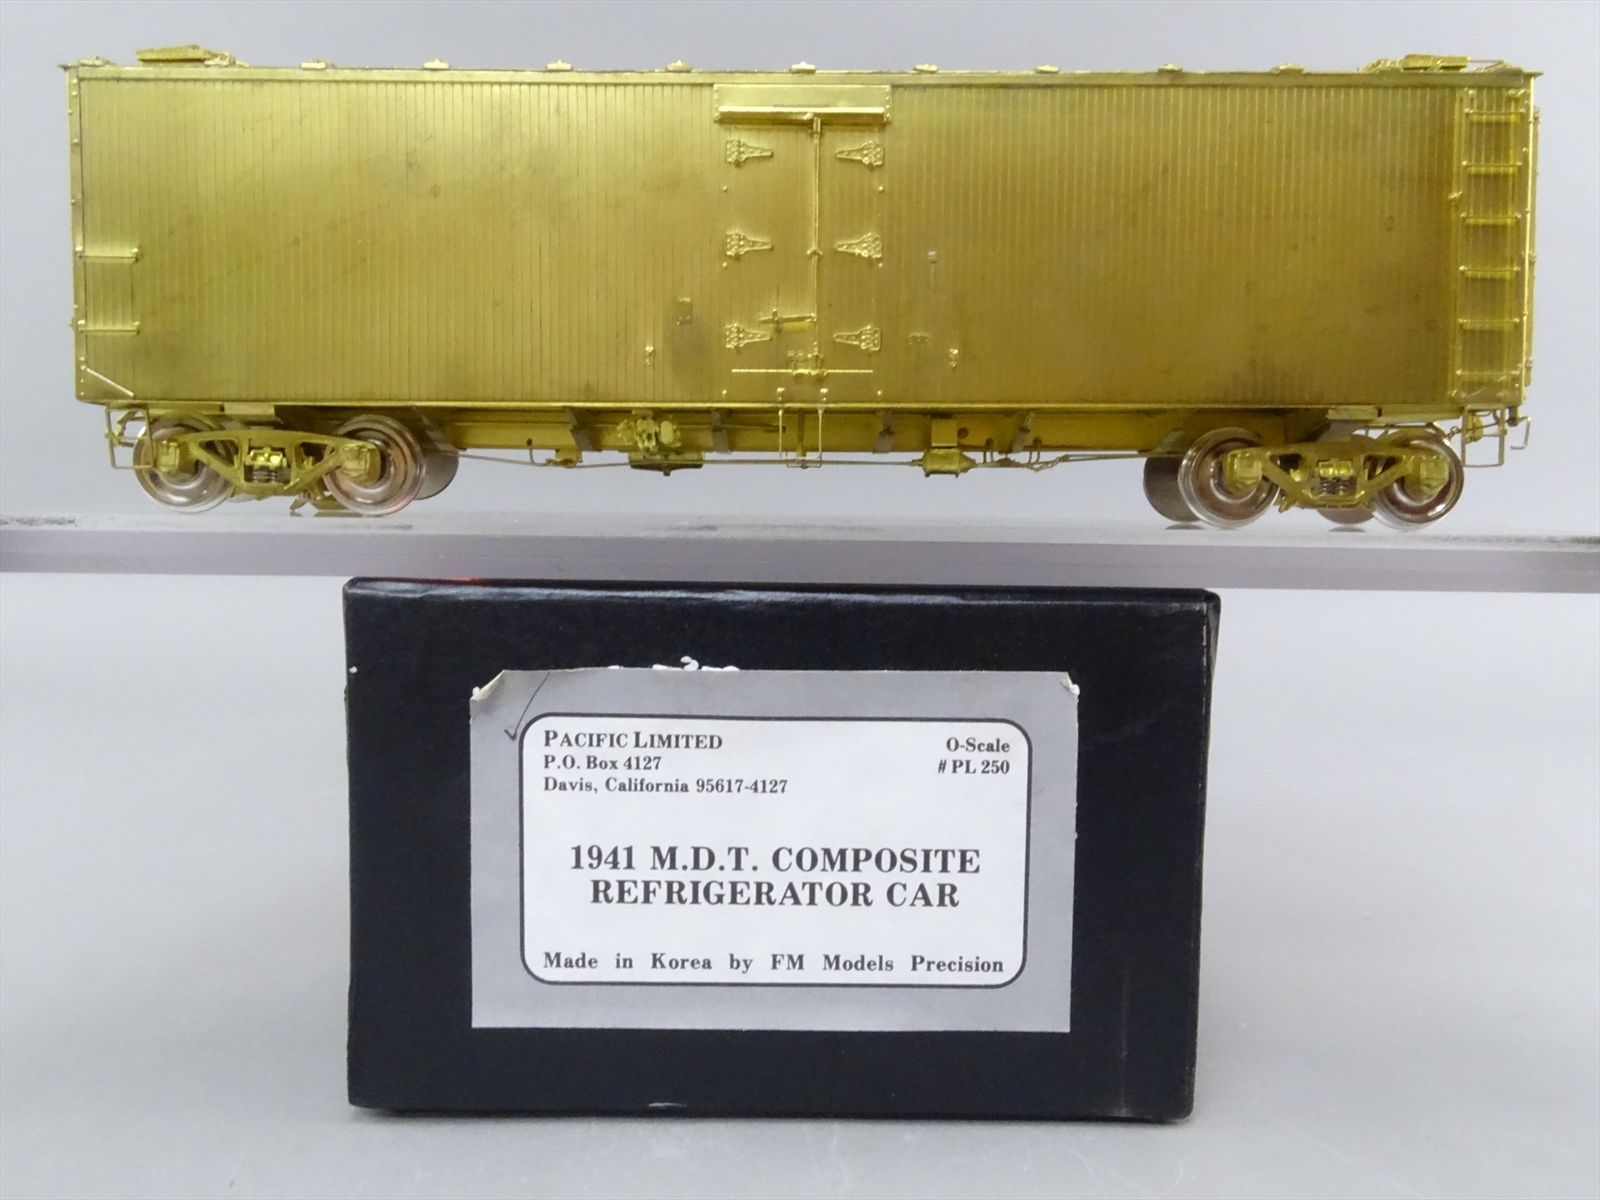 PACIFIC LIMITED
P.O. Box 4127
Davis, California 95617-4127
O-Scale
# PL 250
1941 M.D.T. COMPOSITE
REFRIGERATOR CAR
Made in Korea by FM Models Precision